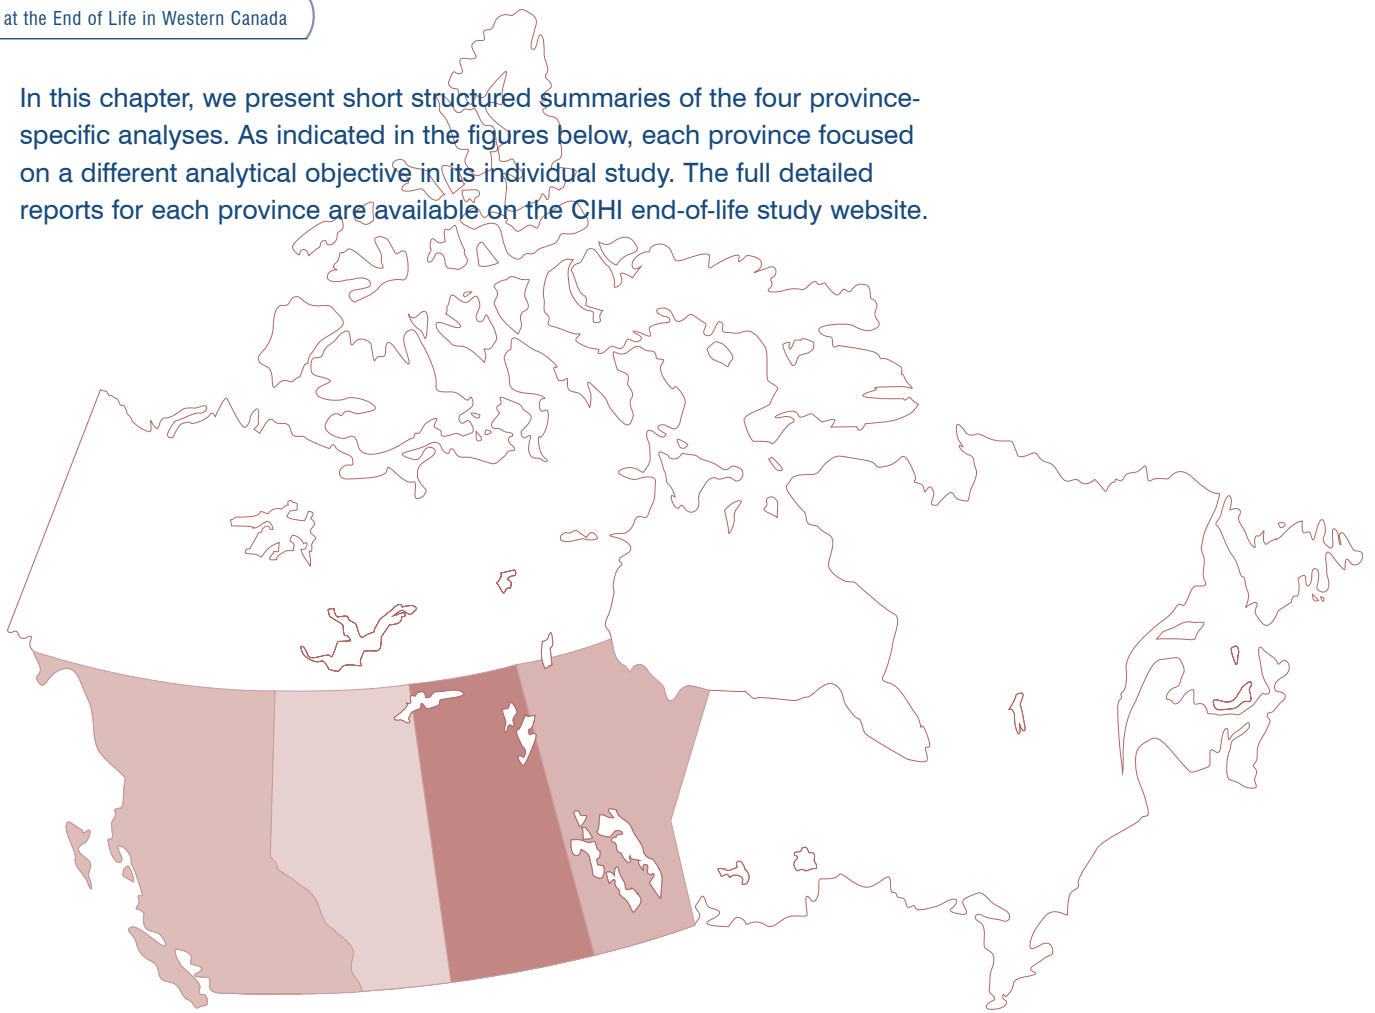 at the End of Life in Western Canada
In this chapter, we present short structured summaries of the four province-
specific analyses. As indicated in the figures below, each province focused
on a different analytical objective in its individual study. The full detailed
reports for each province are available on the CIHI end-of-life study website.